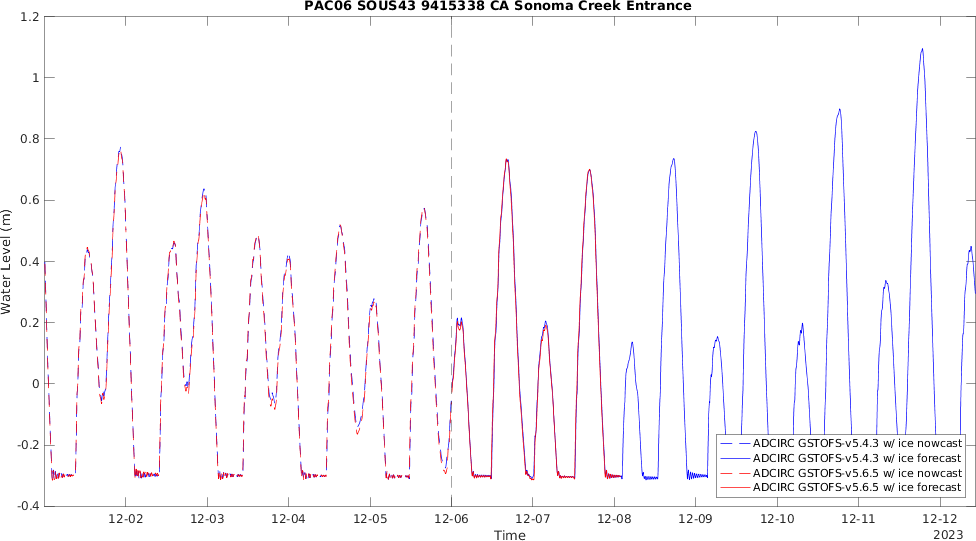 PAC06 SOUS43 9415338 CA Sonoma Creek Entrance
1.2
1
0.8
0.6
0.4
0.2
0
-0.2
-0.4
Water Level (m)
ADCIRC GSTOFS-v5.4.3 w/ ice nowcast
ADCIRC GSTOFS-v5.4.3 w/ ice forecast
ADCIRC GSTOFS-v5.6.5 w/ ice nowcast
ADCIRC GSTOFS-v5.6.5 w/ ice forecast
12-02 12-03 12-04 12-05 12-06 12-07 12-08 12-09 12-10 12-11 12-12
Time
2023